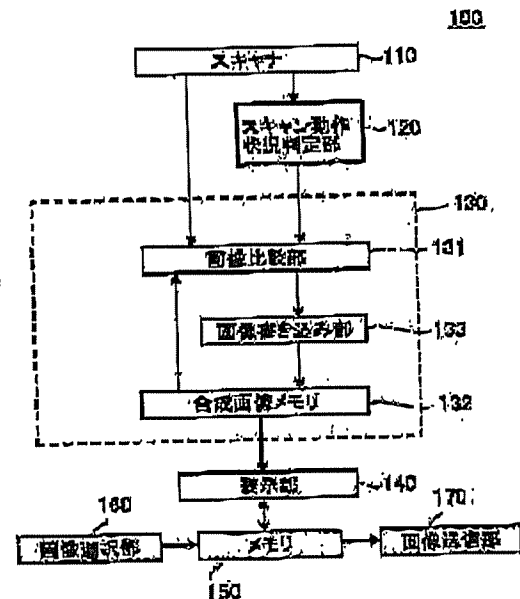 100
スキャナ
110
スキャン動作
状況判定部
120
130
画像比較部
131
画像書き込み部
133
合成画像メモリ
132
表示部
140
160
170
画像選択部
メモリ
画像送信部
150